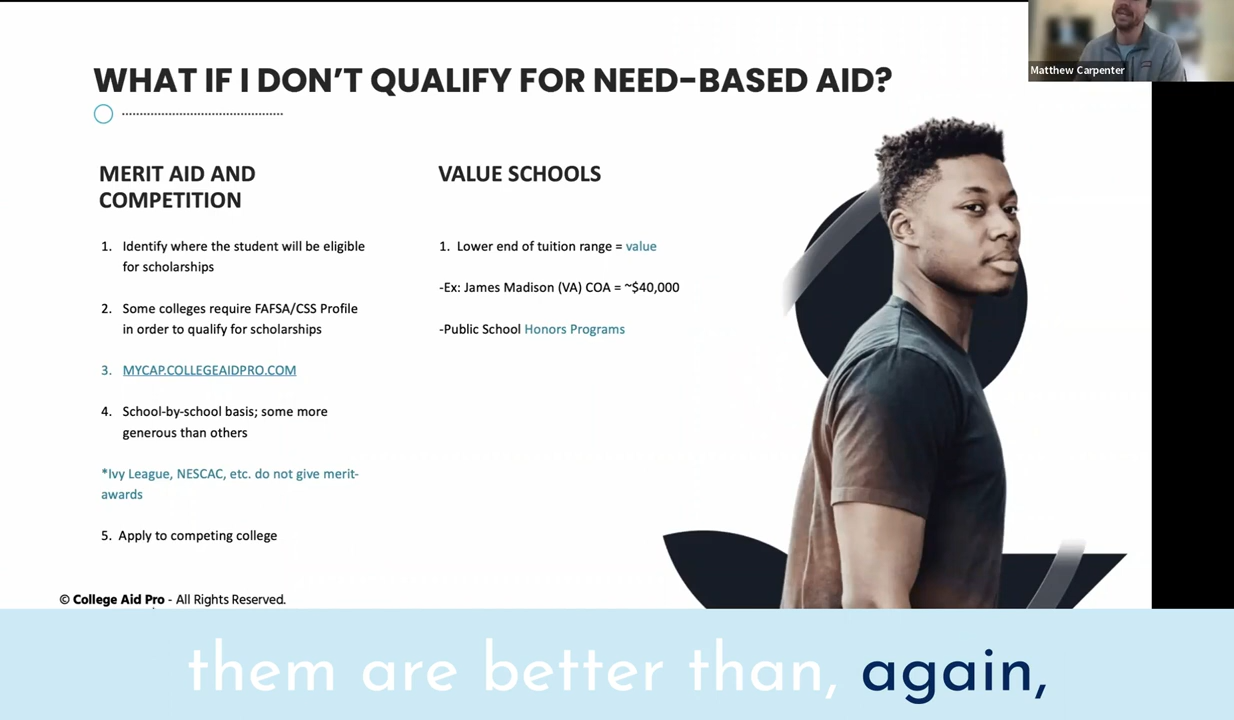 Matthew Carpenter
WHAT IF I DON'T QUALIFY FOR NEED-BASED AID?
MERIT AID AND
COMPETITION
1. Identify where the student will be eligible
for scholarships
2. Some colleges require FAFSA/CSS Profile
in order to qualify for scholarships
3. MYCAP.COLLEGEAIDPRO.COM
4. School-by-school basis; some more
generous than others
*Ivy League, NESCAC, etc. do not give merit-
awards
5. Apply to competing college
VALUE SCHOOLS
1. Lower end of tuition range = value
-Ex: James Madison (VA) COA = ~$40,000
-Public School Honors Programs
© College Aid Pro - All Rights Reserved.
them are better than, again,